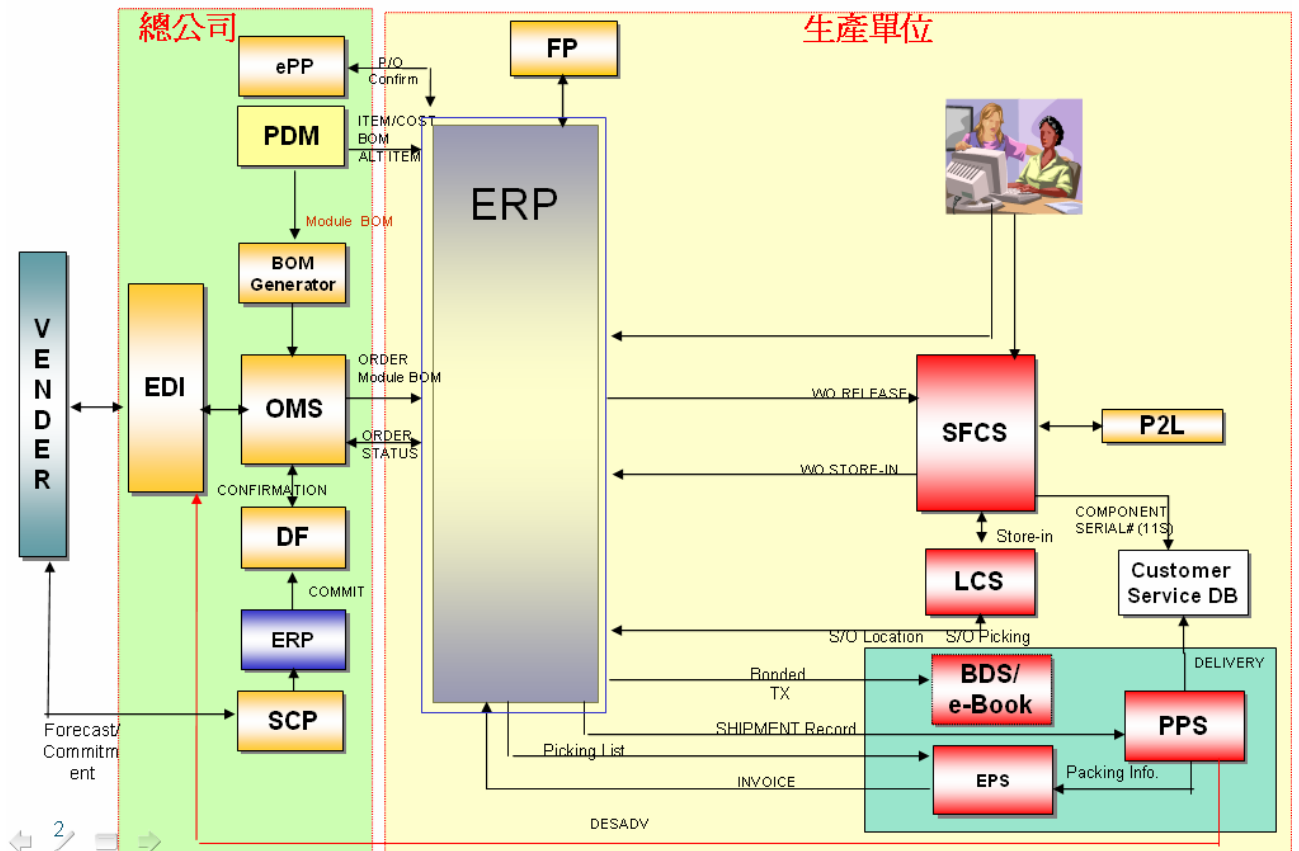 總公司
生產單位
ePP
P/O
Confirm
FP
PDM
ITEM/COST
BOM
ALT ITEM
ERP
Module BOM
BOM
Generator
VENDER
EDI
OMS
ORDER
Module BOM
ORDER
STATUS
WO RELEASE
SFCS
P2L
WO STORE-IN
CONFIRMATION
DF
COMPONENT
SERIAL# (11S)
Store-in
LCS
Customer
Service DB
COMMIT
ERP
S/O Location
S/O Picking
DELIVERY
SCP
Bonded
TX
BDS/
e-Book
Forecast/
Commitm
ent
SHIPMENT Record
PPS
Picking List
INVOICE
EPS
Packing Info.
DESADV
2